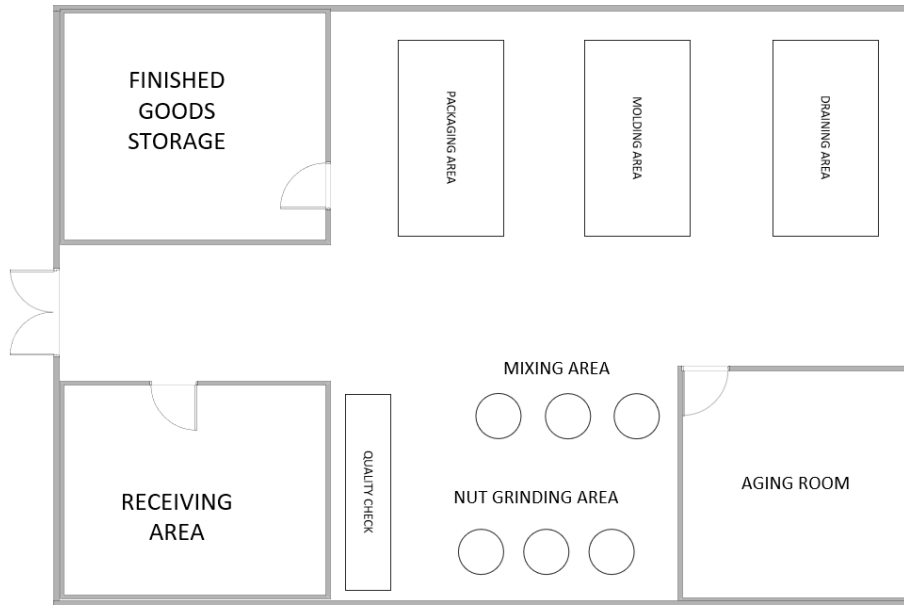 FINISHED
GOODS
STORAGE
PACKAGING AREA
MOLDING AREA
DRAINING AREA
MIXING AREA
QUALITY CHECK
NUT GRINDING AREA
RECEIVING
AREA
AGING ROOM